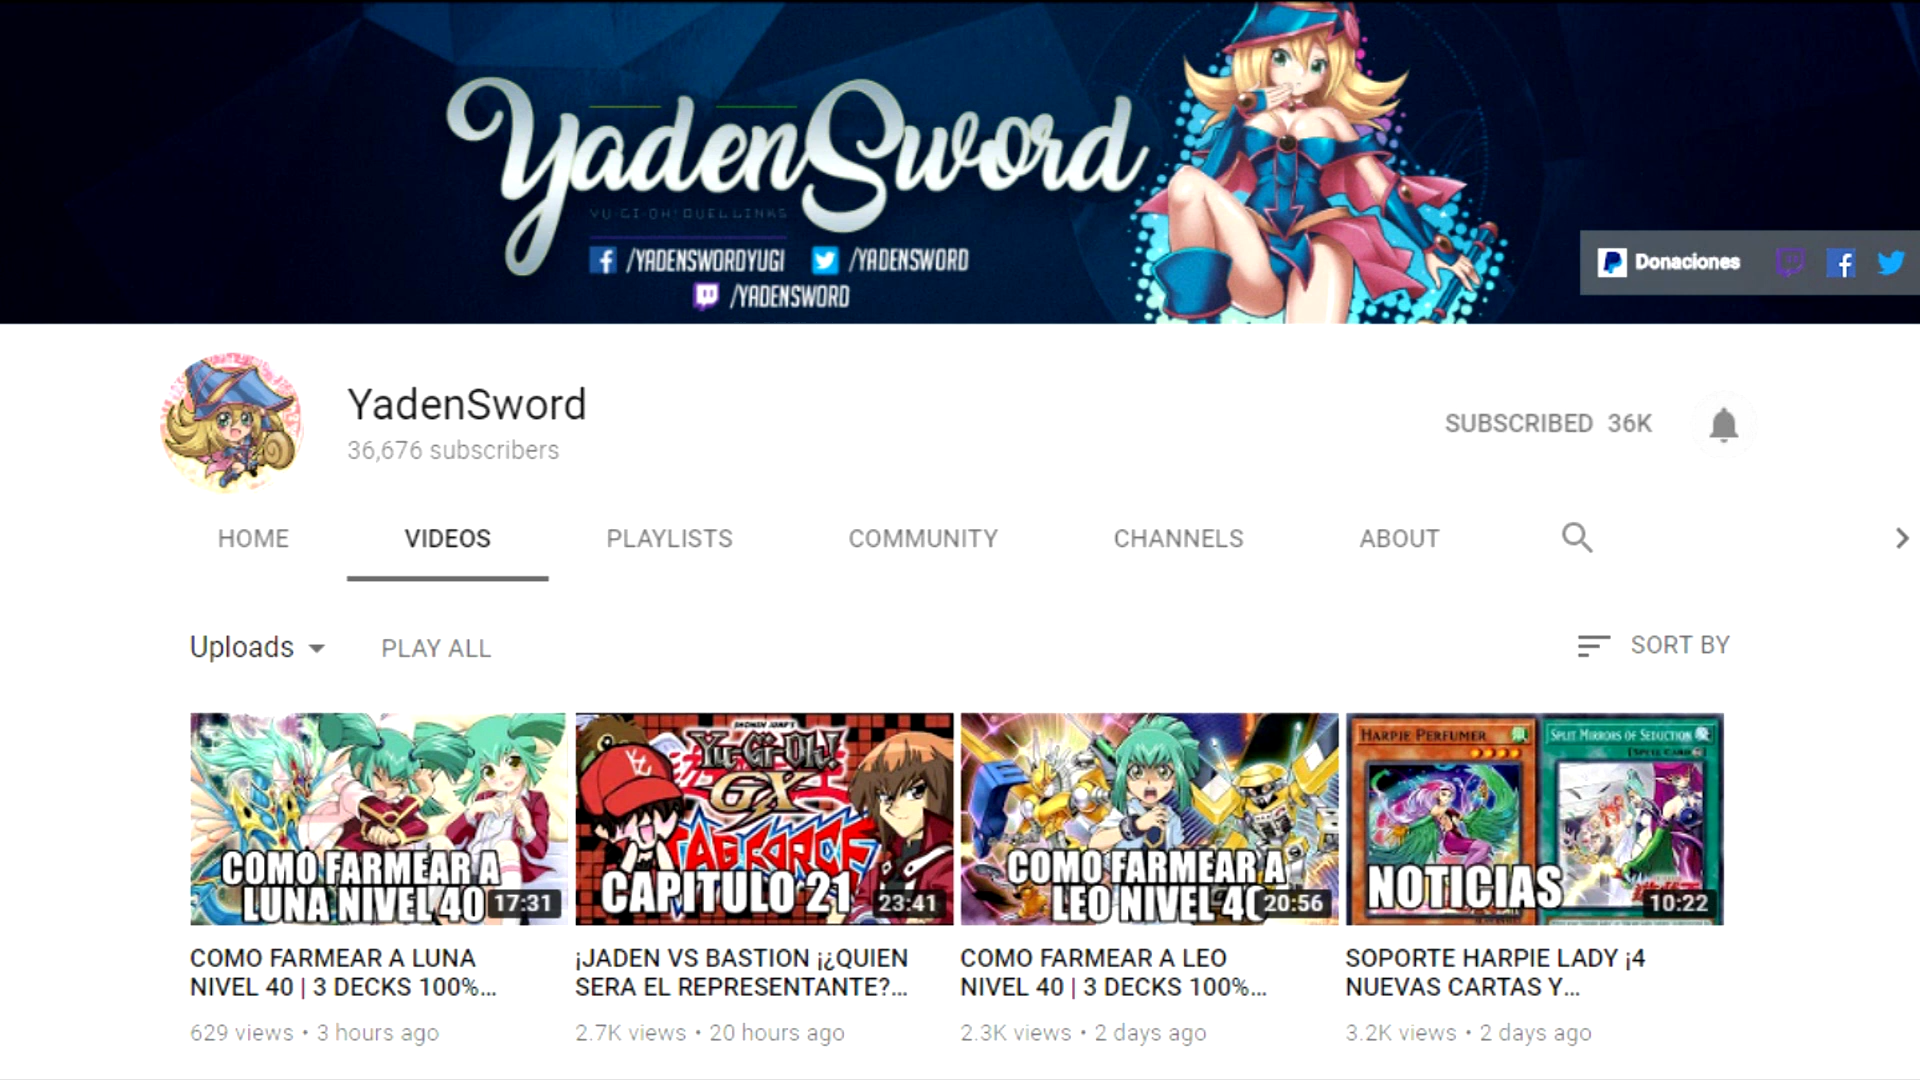 YadenSword
YU-GI-OH! DUEL LINKS
/YADENSWORDYUGI
/YADENSWORD
/YADENSWORD
Donaciones
YadenSword
36,676 subscribers
SUBSCRIBED 36K
HOME
VIDEOS
PLAYLISTS
COMMUNITY
CHANNELS
ABOUT
Uploads
PLAY ALL
SORT BY
COMO FARMEAR A
LUNA NIVEL 40
17:31
SHONEN JUMP'S
Yu-Gi-Oh!
GX
TAG FORCE
CAPITULO 21
23:41
COMO FARMEAR A
LEO NIVEL 40
20:56
HARPIE PERFUMER
SPLIT MIRRORS OF SEDUCTION
[SPELL CARD]
NOTICIAS
10:22
COMO FARMEAR A LUNA
NIVEL 40 | 3 DECKS 100%...
629 views • 3 hours ago
¡JADEN VS BASTION ¡¿QUIEN
SERA EL REPRESENTANTE?...
2.7K views • 20 hours ago
COMO FARMEAR A LEO
NIVEL 40 | 3 DECKS 100%...
2.3K views • 2 days ago
SOPORTE HARPIE LADY ¡4
NUEVAS CARTAS Y...
3.2K views • 2 days ago